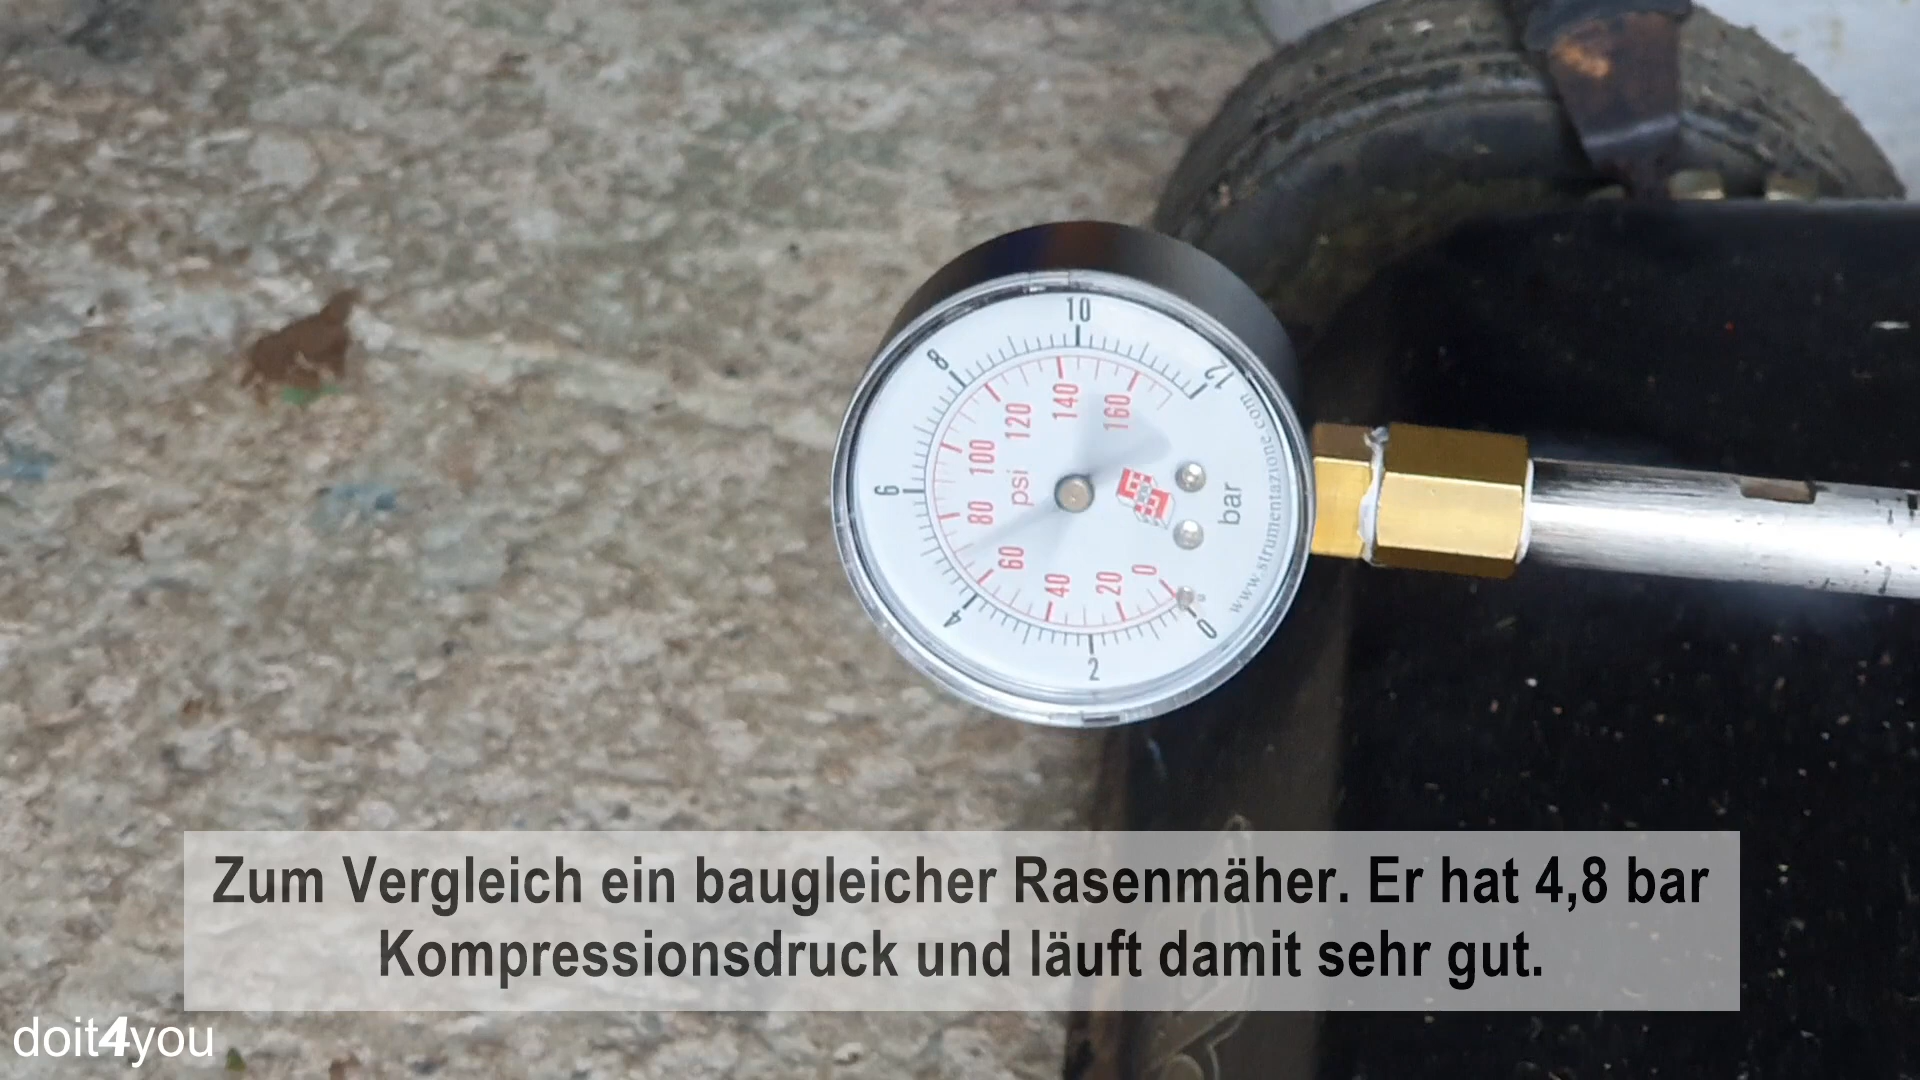 10
8
12
6
4
2
0
160
140
120
100
80
60
40
20
0
psi
bar
www.strumentazione.com
Zum Vergleich ein baugleicher Rasenmäher. Er hat 4,8 bar
Kompressionsdruck und läuft damit sehr gut.
doit4you